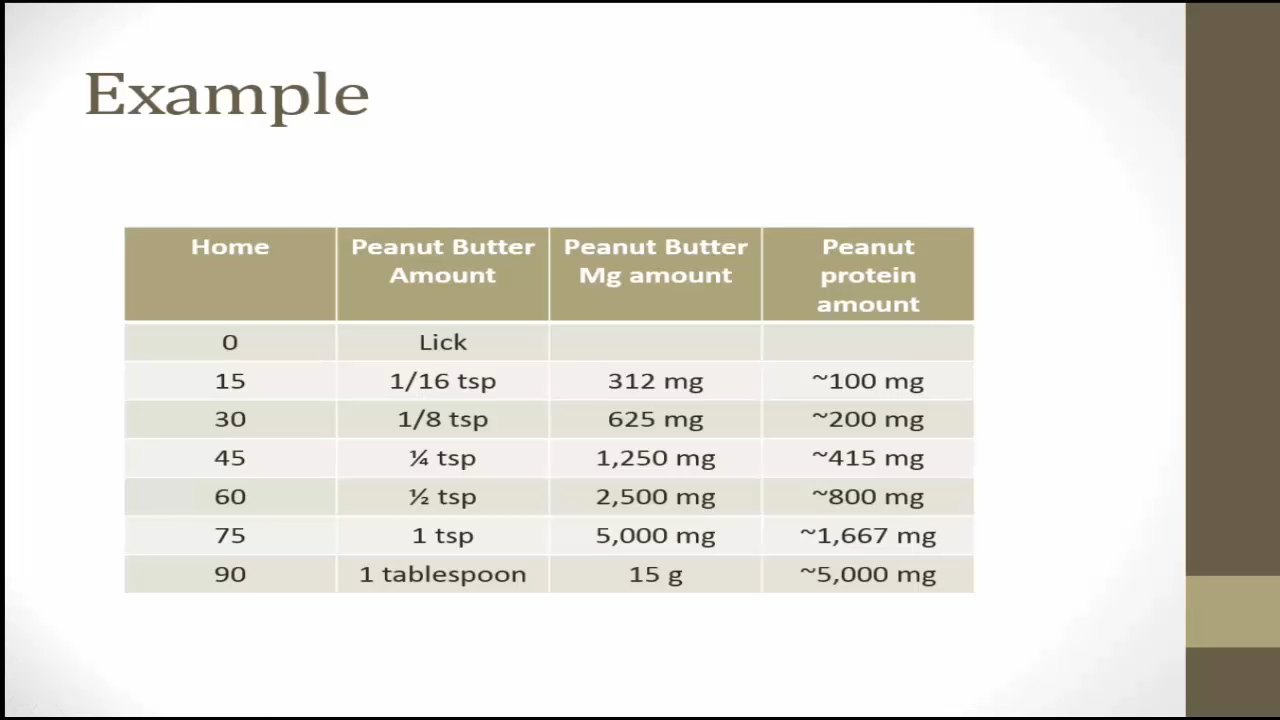 Example
Home Peanut Butter Amount Peanut Butter Mg amount Peanut protein amount
0 Lick
15 1/16 tsp 312 mg ~100 mg
30 1/8 tsp 625 mg ~200 mg
45 ¼ tsp 1,250 mg ~415 mg
60 ½ tsp 2,500 mg ~800 mg
75 1 tsp 5,000 mg ~1,667 mg
90 1 tablespoon 15 g ~5,000 mg